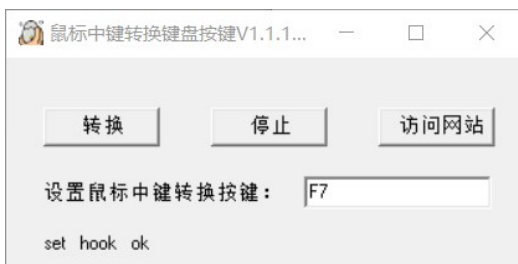 鼠标中键转换键盘按键V1.1.1...
转换 停止 访问网站
设置鼠标中键转换按键： F7
set hook ok